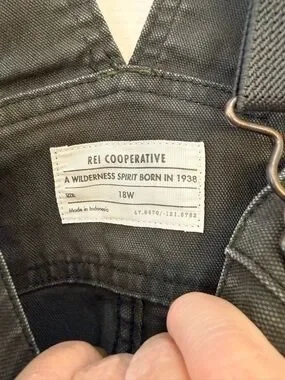 REI COOPERATIVE
A WILDERNESS SPIRIT BORN IN 1938
SIZE: 18W
Made in Indonesia